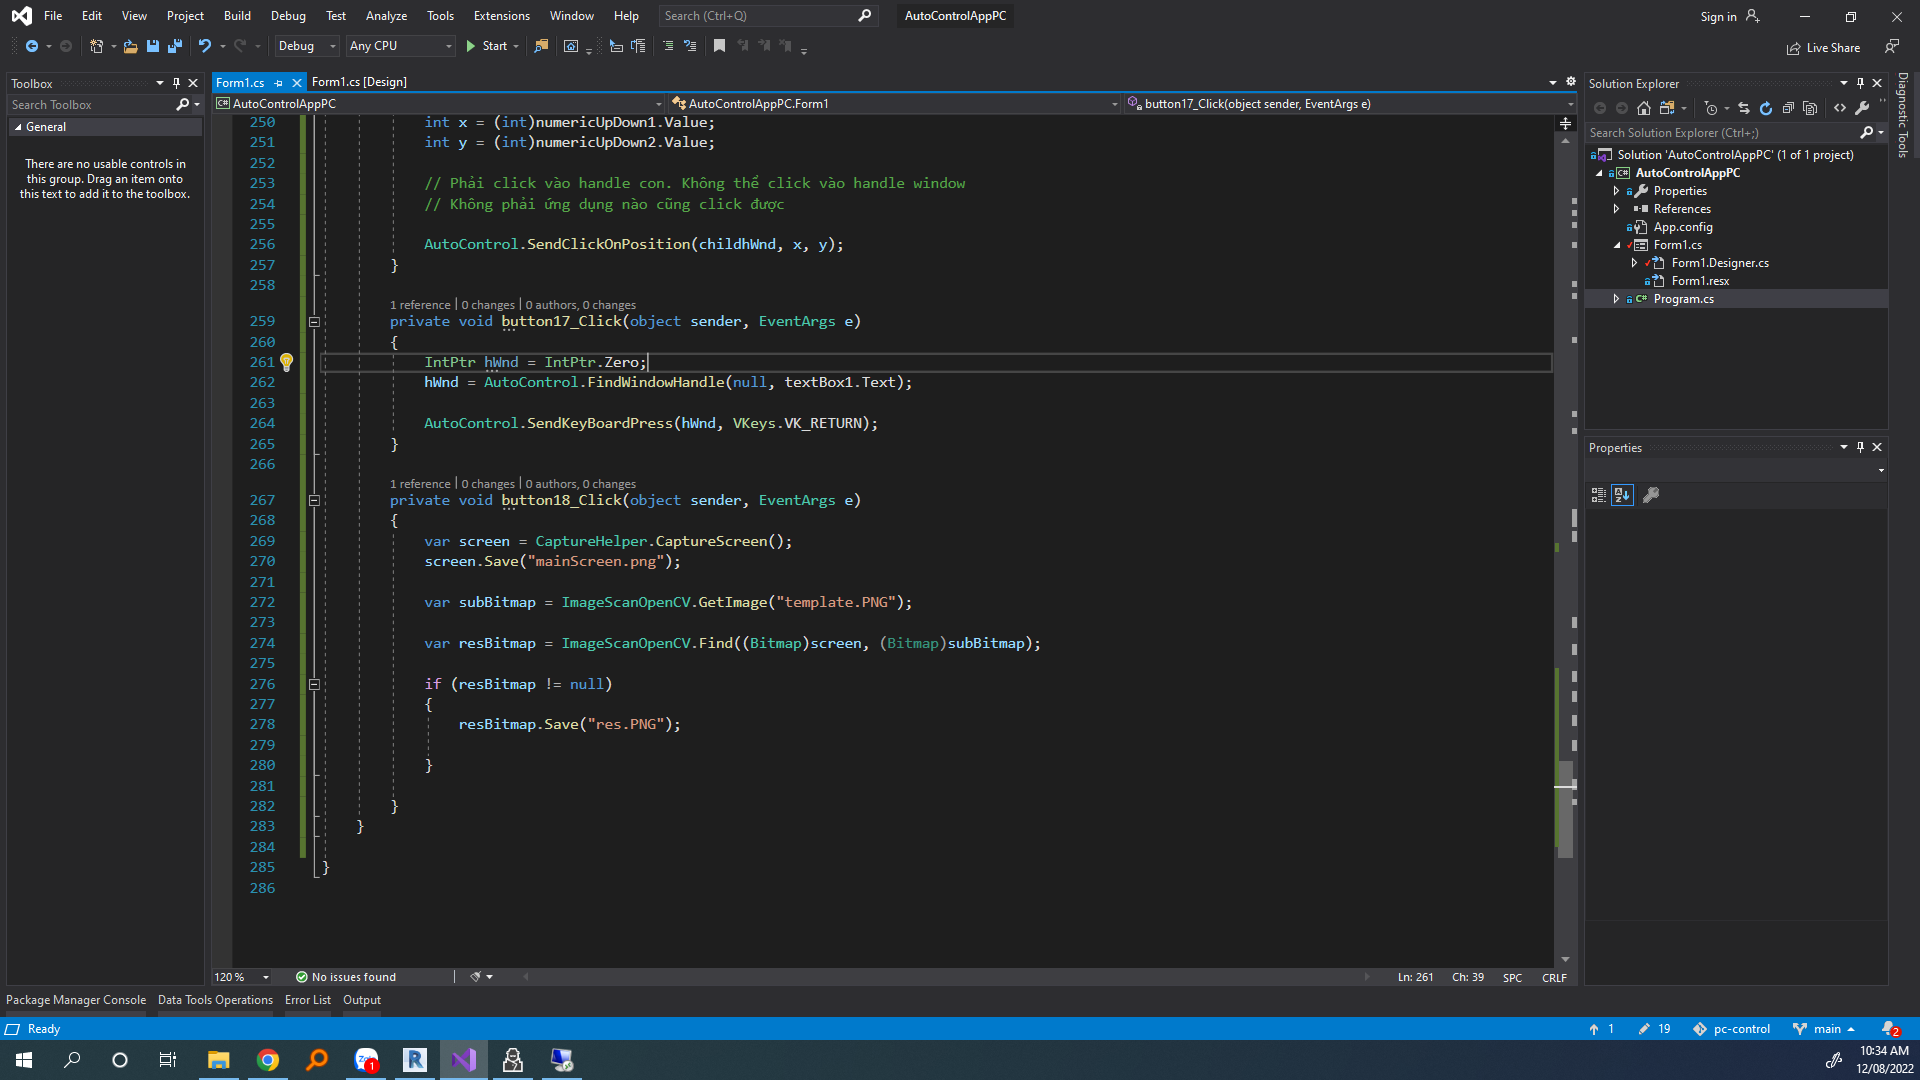 File Edit View Project Build Debug Test Analyze Tools Extensions Window Help Search (Ctrl+Q) AutoControlAppPC Sign in
Debug Any CPU Start Live Share
Toolbox
Search Toolbox
General
There are no usable controls in
this group. Drag an item onto
this text to add it to the toolbox.
Form1.cs Form1.cs [Design]
C# AutoControlAppPC AutoControlAppPC.Form1 button17_Click(object sender, EventArgs e)
250 int x = (int)numericUpDown1.Value;
251 int y = (int)numericUpDown2.Value;
252
253 // Phải click vào handle con. Không thể click vào handle window
254 // Không phải ứng dụng nào cũng click được
255
256 AutoControl.SendClickOnPosition(childhWnd, x, y);
257 }
258
1 reference | 0 changes | 0 authors, 0 changes
259 private void button17_Click(object sender, EventArgs e)
260 {
261 IntPtr hWnd = IntPtr.Zero;
262 hWnd = AutoControl.FindWindowHandle(null, textBox1.Text);
263
264 AutoControl.SendKeyBoardPress(hWnd, VKeys.VK_RETURN);
265 }
266
1 reference | 0 changes | 0 authors, 0 changes
267 private void button18_Click(object sender, EventArgs e)
268 {
269 var screen = CaptureHelper.CaptureScreen();
270 screen.Save("mainScreen.png");
271
272 var subBitmap = ImageScanOpenCV.GetImage("template.PNG");
273
274 var resBitmap = ImageScanOpenCV.Find((Bitmap)screen, (Bitmap)subBitmap);
275
276 if (resBitmap != null)
277 {
278 resBitmap.Save("res.PNG");
279
280 }
281
282 }
283 }
284
285 }
286
120 % No issues found Ln: 261 Ch: 39 SPC CRLF
Solution Explorer
Search Solution Explorer (Ctrl+;)
Solution 'AutoControlAppPC' (1 of 1 project)
C# AutoControlAppPC
Properties
References
App.config
Form1.cs
Form1.Designer.cs
Form1.resx
C# Program.cs
Properties
Diagnostic Tools
Package Manager Console Data Tools Operations Error List Output
Ready 1 19 pc-control main 2
Zalo 1 R
10:34 AM
12/08/2022